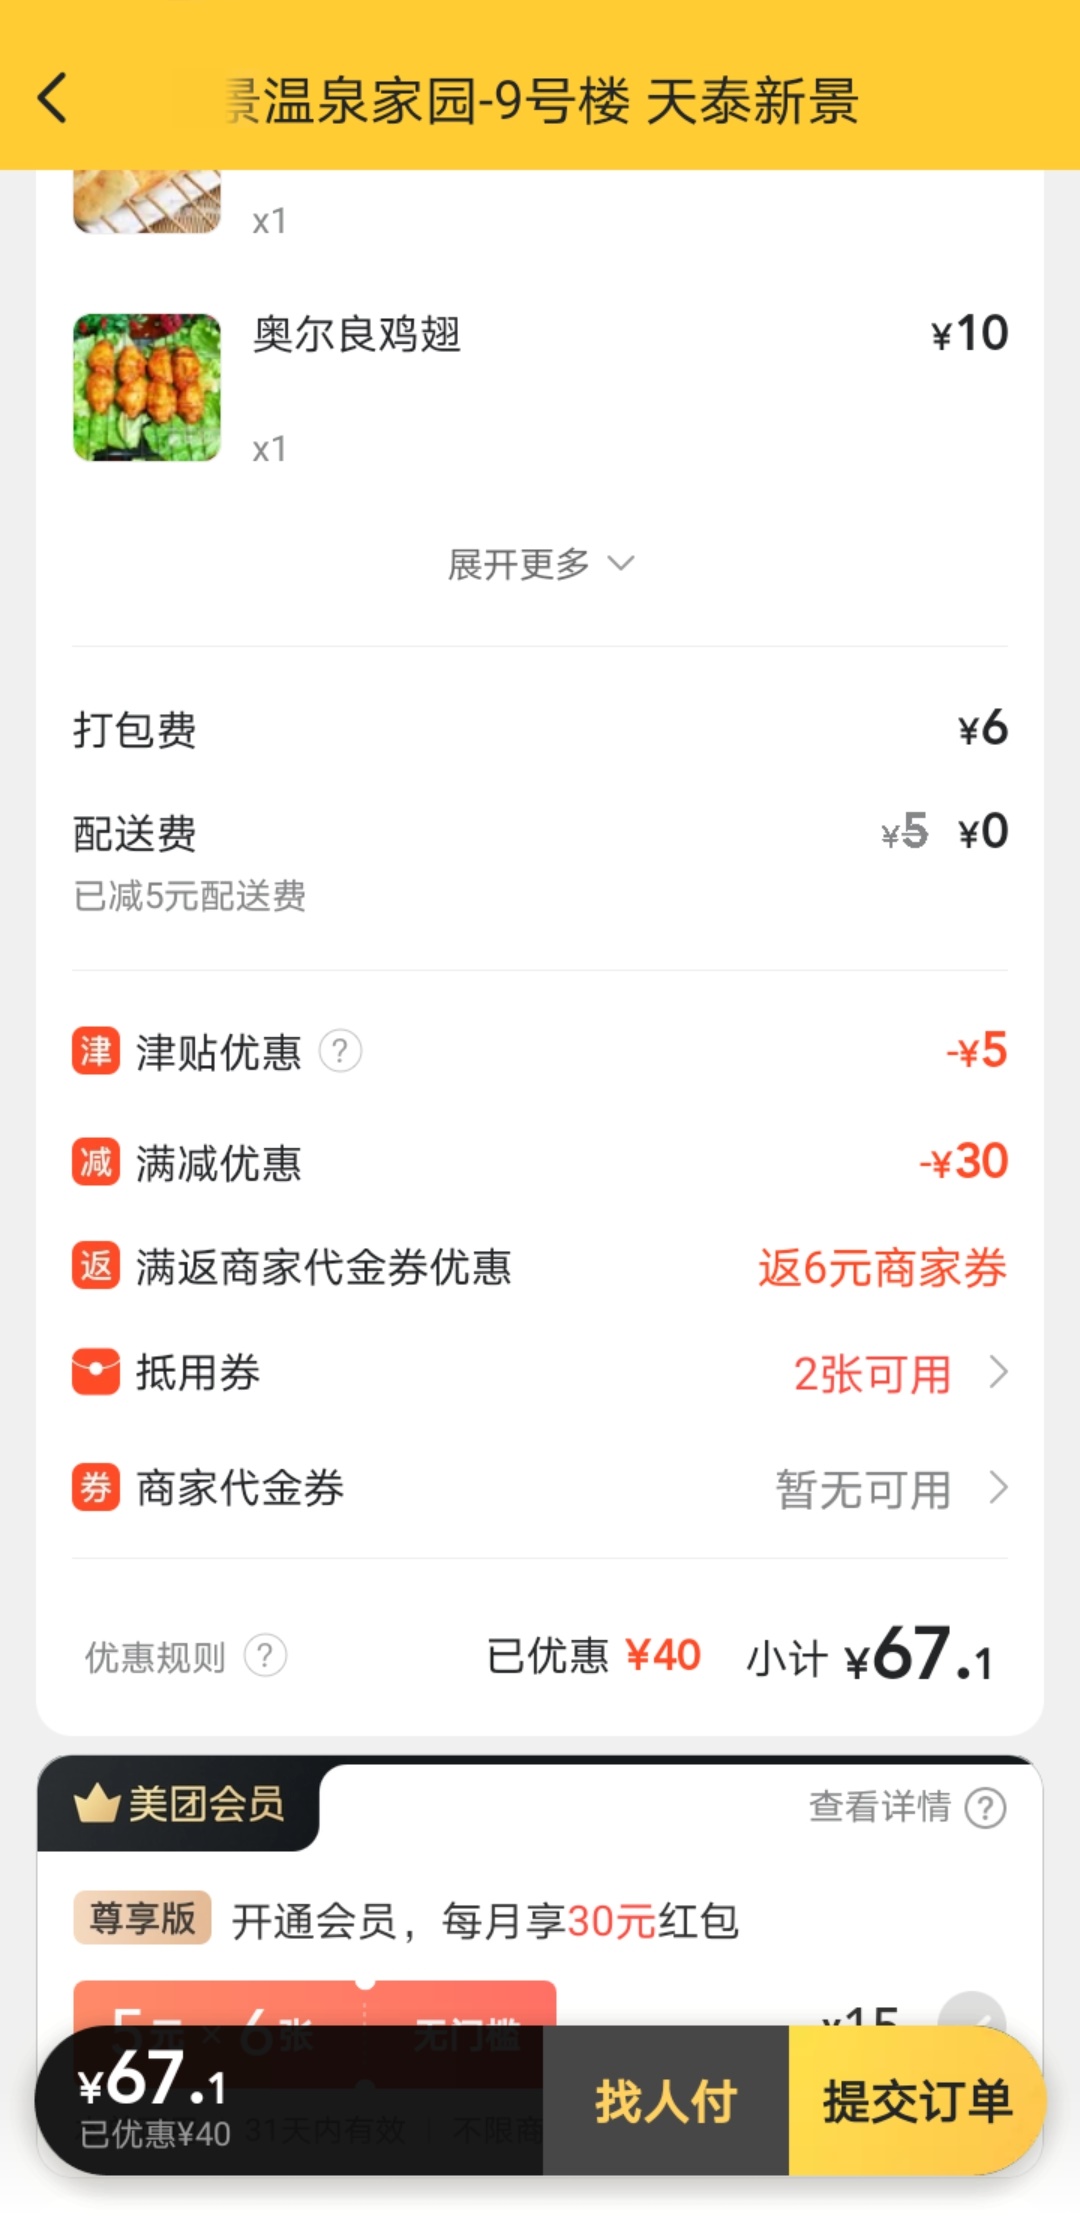 景温泉家园-9号楼 天泰新景
x1
奥尔良鸡翅 ¥10
x1
展开更多
打包费 ¥6
配送费 ¥5 ¥0
已减5元配送费
津 津贴优惠 ? -¥5
减 满减优惠 -¥30
返 满返商家代金券优惠 返6元商家券
抵用券 2张可用
券 商家代金券 暂无可用
优惠规则 ? 已优惠 ¥40 小计 ¥67.1
美团会员 查看详情 ?
尊享版 开通会员，每月享30元红包
5元 × 6张 无门槛 ¥15
¥67.1 找人付 提交订单
已优惠¥40 31天内有效 | 不限商